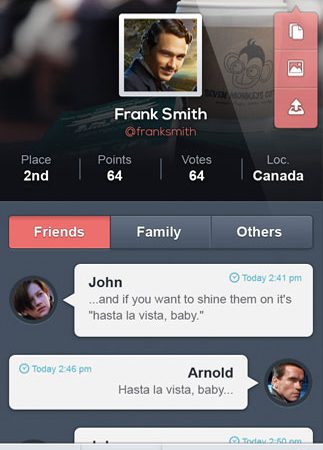 Frank Smith
@franksmith
Place Points Votes Loc.
2nd 64 64 Canada
Friends Family Others
John Today 2:41 pm
...and if you want to shine them on it's
"hasta la vista, baby."
Today 2:46 pm Arnold
Hasta la vista, baby...
Today 2:50 pm